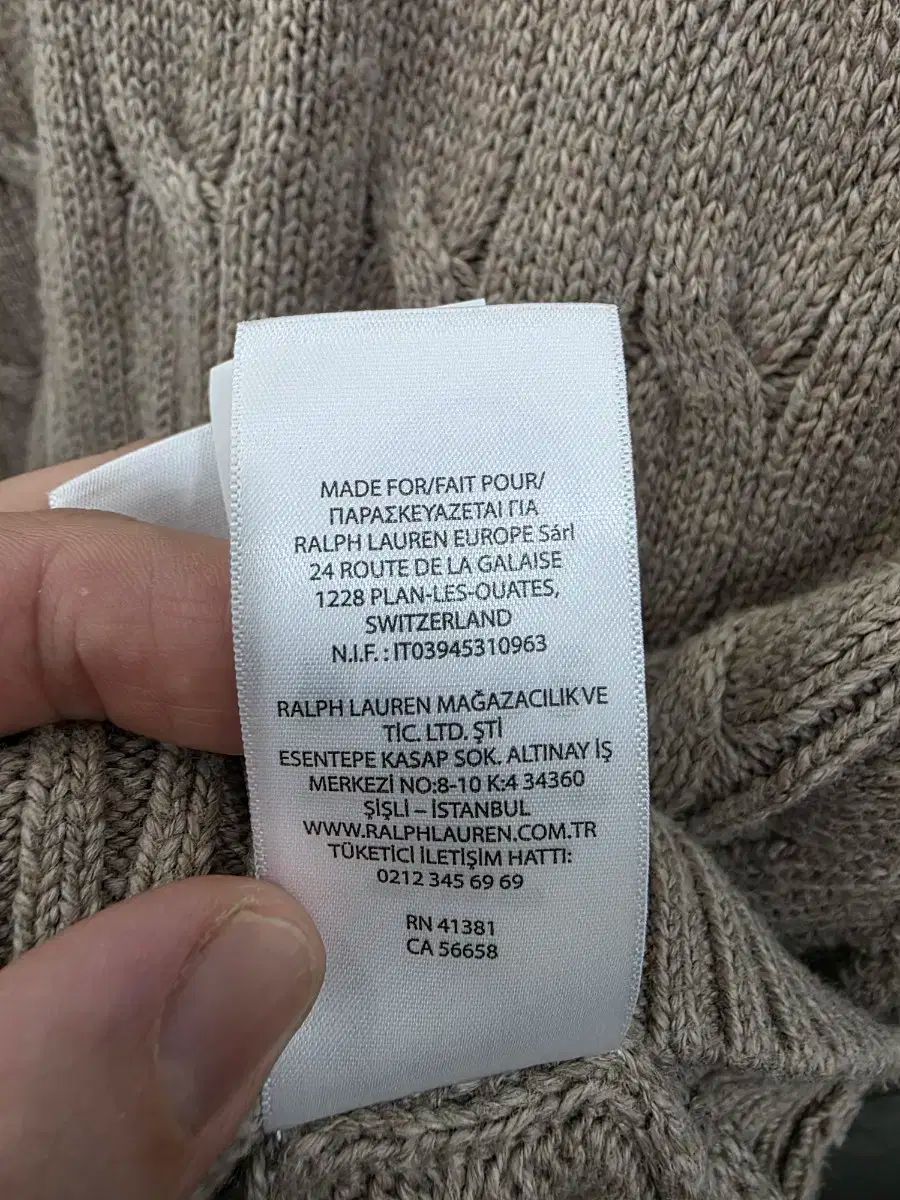 MADE FOR/FAIT POUR/
ΠΑΡΑΣΚΕΥΑΖΕΤΑΙ ΓΙΑ
RALPH LAUREN EUROPE Sárl
24 ROUTE DE LA GALAISE
1228 PLAN-LES-OUATES,
SWITZERLAND
N.I.F. : IT03945310963
RALPH LAUREN MAĞAZACILIK VE
TİC. LTD. ŞTİ
ESENTEPE KASAP SOK. ALTINAY İŞ
MERKEZİ NO:8-10 K:4 34360
ŞİŞLİ – İSTANBUL
WWW.RALPHLAUREN.COM.TR
TÜKETİCİ İLETİŞİM HATTI:
0212 345 69 69
RN 41381
CA 56658